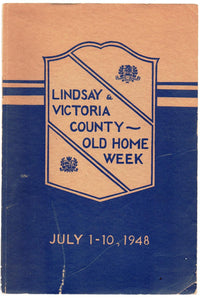 LINDSAY &
VICTORIA
COUNTY~
OLD HOME
WEEK
JULY 1-10, 1948